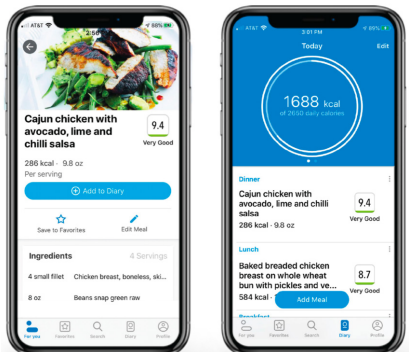 AT&T
89%
Cajun chicken with
avocado, lime and
chilli salsa
9.4
Very Good
286 kcal · 9.8 oz
Per serving
Add to Diary
Save to Favorites
Edit Meal
Ingredients
4 Servings
4 small fillet
Chicken breast, boneless, ski...
8 oz
Beans snap green raw
For you
Favorites
Search
Diary
Profile
AT&T
3:01 PM
88%
Today
Edit
1688 kcal
of 2650 daily calories
Dinner
Cajun chicken with
avocado, lime and chilli
salsa
286 kcal · 9.8 oz
9.4
Very Good
Lunch
Baked breaded chicken
breast on whole wheat
bun with pickles and ve...
584 kcal
8.7
Very Good
Add Meal
Breakfast
For you
Favorites
Search
Diary
Profile